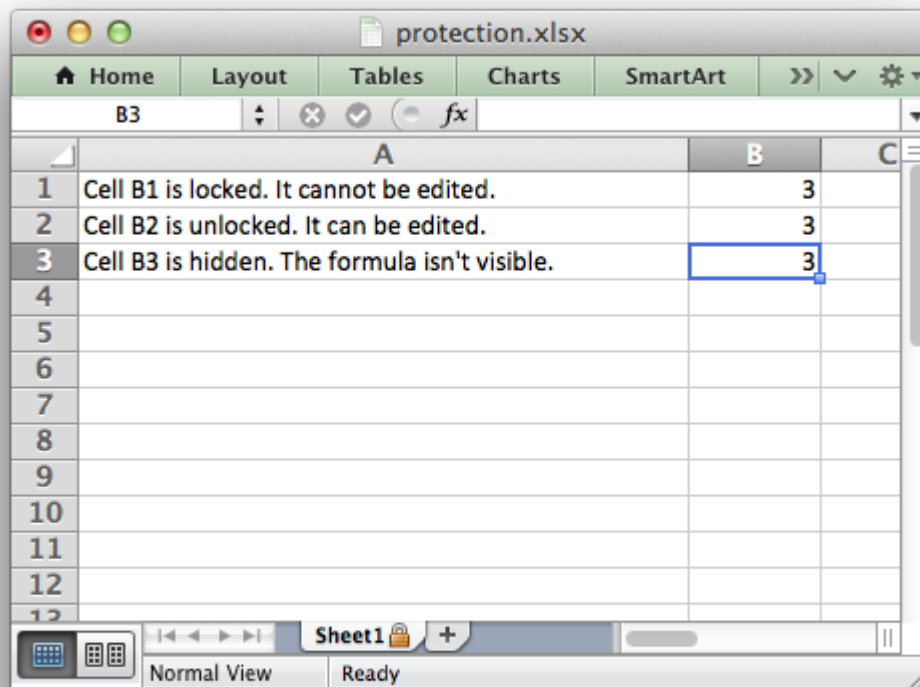 protection.xlsx
Home Layout Tables Charts SmartArt
B3 fx
A B C
1 Cell B1 is locked. It cannot be edited. 3
2 Cell B2 is unlocked. It can be edited. 3
3 Cell B3 is hidden. The formula isn't visible. 3
4
5
6
7
8
9
10
11
12
13
Sheet1 +
Normal View Ready